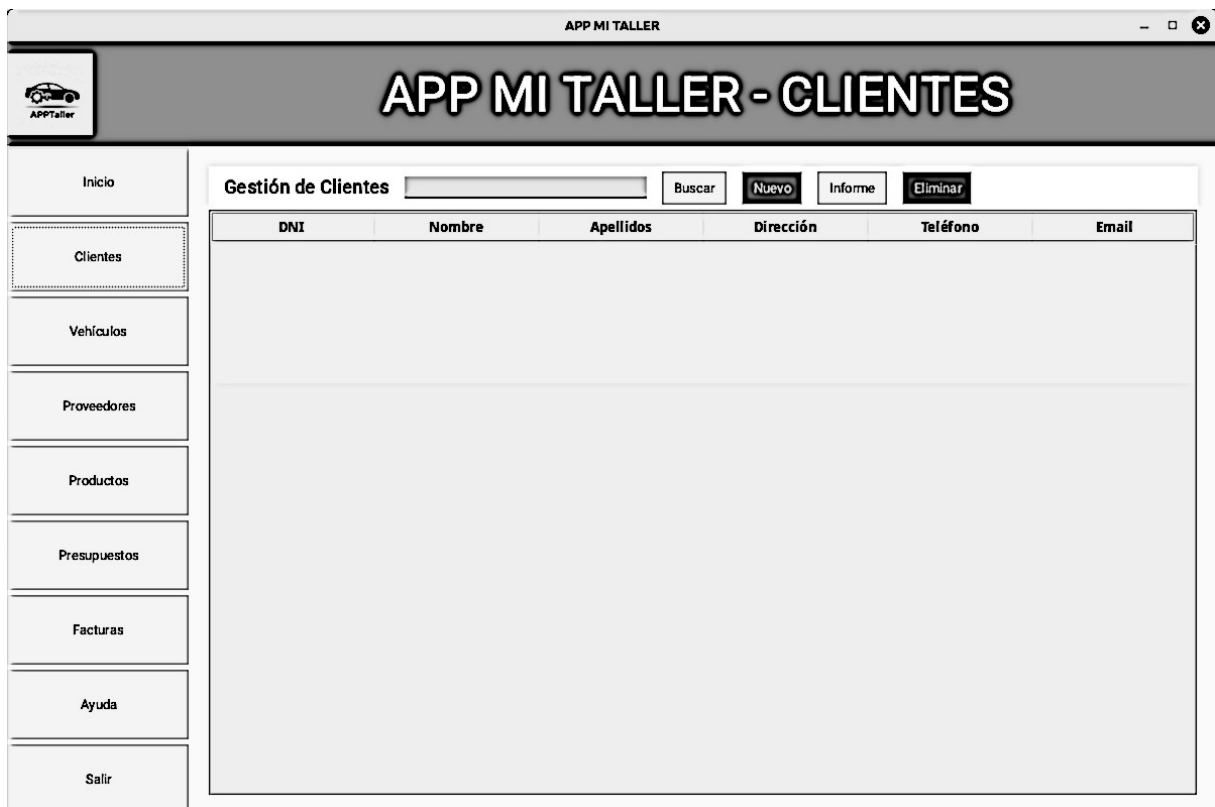 APP MI TALLER
APPTaller
APP MI TALLER - CLIENTES
Inicio
Clientes
Vehículos
Proveedores
Productos
Presupuestos
Facturas
Ayuda
Salir
Gestión de Clientes Buscar Nuevo Informe Eliminar
DNI Nombre Apellidos Dirección Teléfono Email